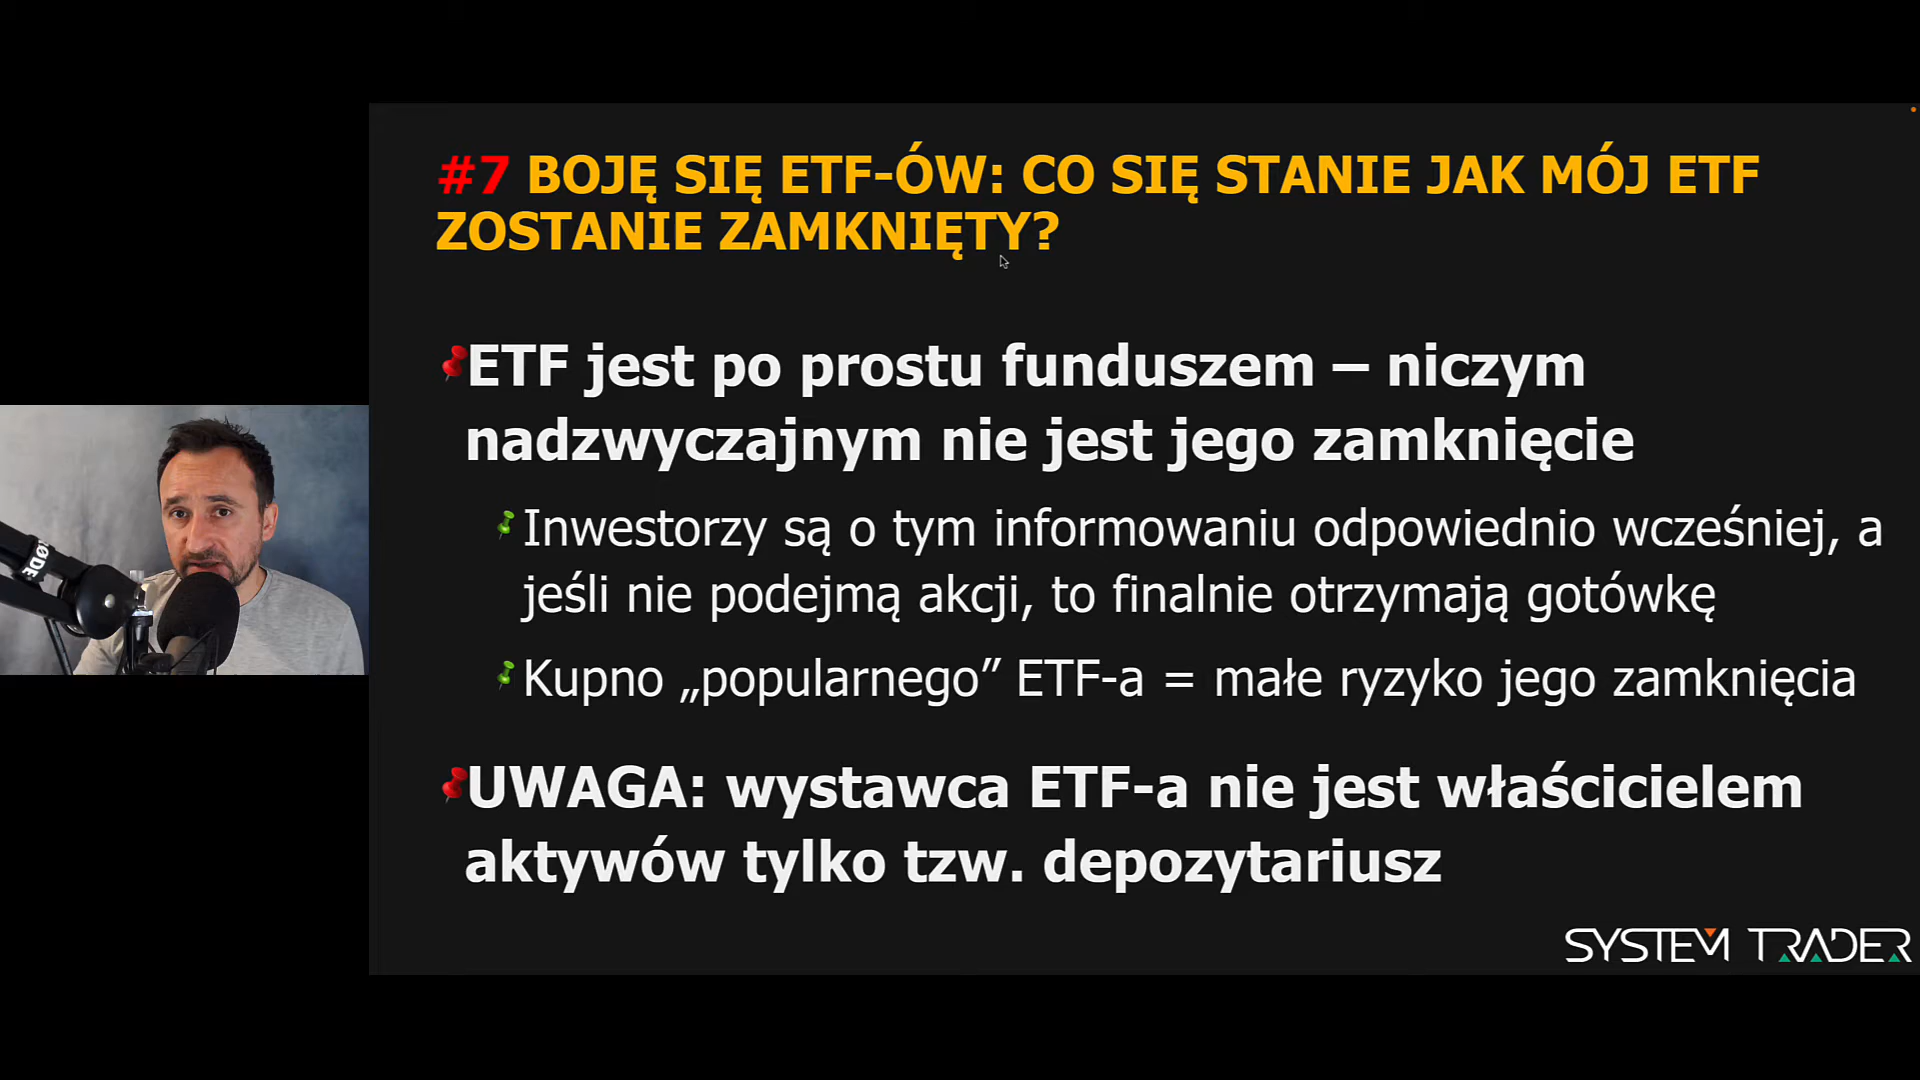 #7 BOJĘ SIĘ ETF-ÓW: CO SIĘ STANIE JAK MÓJ ETF
ZOSTANIE ZAMKNIĘTY?
ETF jest po prostu funduszem – niczym
nadzwyczajnym nie jest jego zamknięcie
Inwestorzy są o tym informowaniu odpowiednio wcześniej, a
jeśli nie podejmą akcji, to finalnie otrzymają gotówkę
Kupno „popularnego” ETF-a = małe ryzyko jego zamknięcia
UWAGA: wystawca ETF-a nie jest właścicielem
aktywów tylko tzw. depozytariusz
RØDE
SYSTEM TRADER